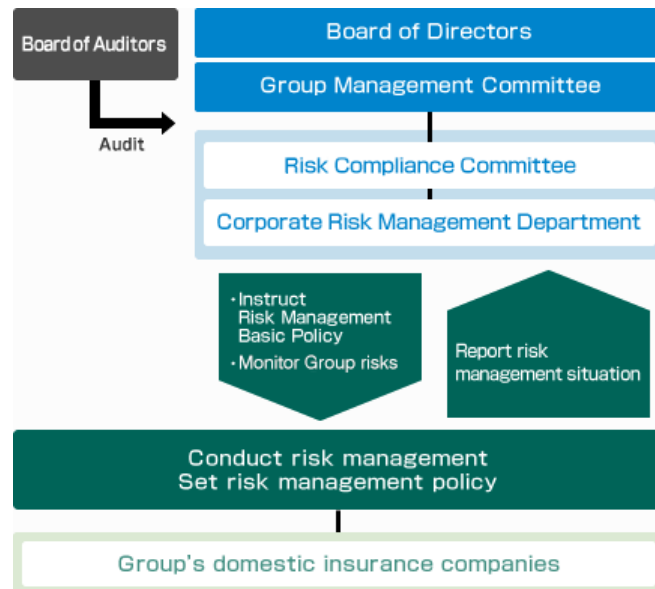 Board of Auditors
Board of Directors
Group Management Committee
Audit
Risk Compliance Committee
Corporate Risk Management Department
・Instruct
Risk Management
Basic Policy
・Monitor Group risks
Report risk
management situation
Conduct risk management
Set risk management policy
Group's domestic insurance companies